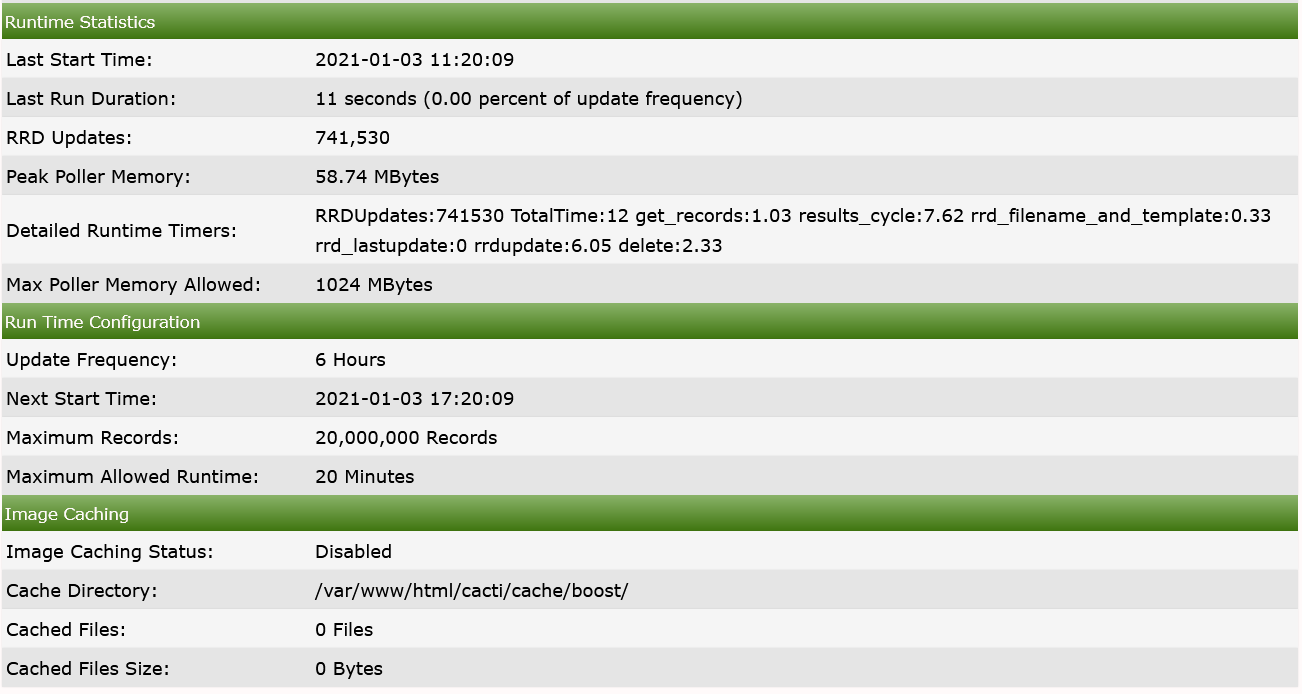 Runtime Statistics
Last Start Time: 2021-01-03 11:20:09
Last Run Duration: 11 seconds (0.00 percent of update frequency)
RRD Updates: 741,530
Peak Poller Memory: 58.74 MBytes
Detailed Runtime Timers: RRDUpdates:741530 TotalTime:12 get_records:1.03 results_cycle:7.62 rrd_filename_and_template:0.33
rrd_lastupdate:0 rrdupdate:6.05 delete:2.33
Max Poller Memory Allowed: 1024 MBytes
Run Time Configuration
Update Frequency: 6 Hours
Next Start Time: 2021-01-03 17:20:09
Maximum Records: 20,000,000 Records
Maximum Allowed Runtime: 20 Minutes
Image Caching
Image Caching Status: Disabled
Cache Directory: /var/www/html/cacti/cache/boost/
Cached Files: 0 Files
Cached Files Size: 0 Bytes